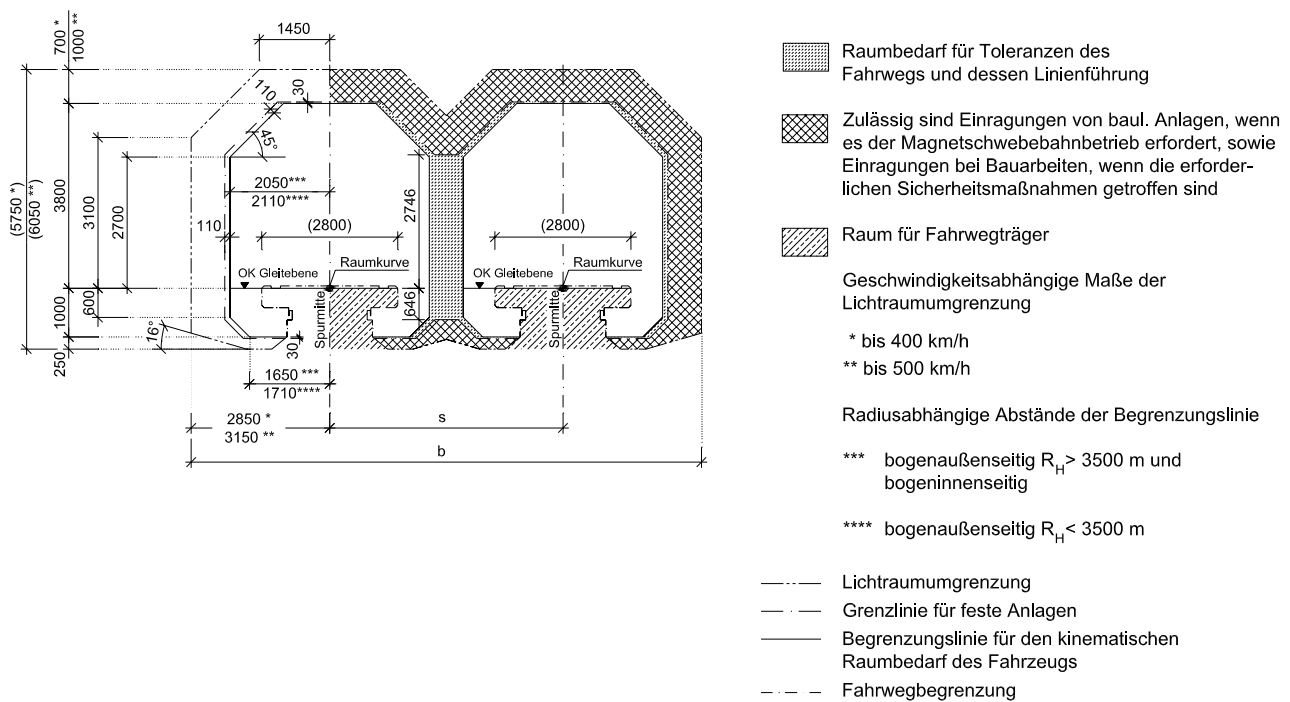 700 *
1000 **
1450
(5750 *)
(6050 **)
3800
3100
2700
1000
600
250
110
30
45°
2050***
2110****
110
(2800)
2746
(2800)
OK Gleitebene
Raumkurve
OK Gleitebene
Raumkurve
646
Spurmitte
Spurmitte
16°
30
1650 ***
1710****
2850 *
3150 **
s
b
Raumbedarf für Toleranzen des
Fahrwegs und dessen Linienführung
Zulässig sind Einragungen von baul. Anlagen, wenn
es der Magnetschwebebahnbetrieb erfordert, sowie
Einragungen bei Bauarbeiten, wenn die erforder-
lichen Sicherheitsmaßnahmen getroffen sind
Raum für Fahrwegträger
Geschwindigkeitsabhängige Maße der
Lichtraumumgrenzung
* bis 400 km/h
** bis 500 km/h
Radiusabhängige Abstände der Begrenzungslinie
*** bogenaußenseitig RH> 3500 m und
bogeninnenseitig
**** bogenaußenseitig RH< 3500 m
Lichtraumumgrenzung
Grenzlinie für feste Anlagen
Begrenzungslinie für den kinematischen
Raumbedarf des Fahrzeugs
Fahrwegbegrenzung